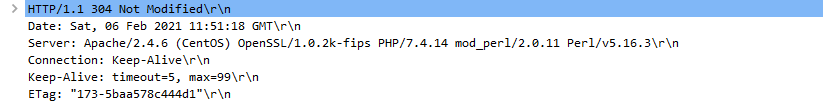 HTTP/1.1 304 Not Modified\r\n
Date: Sat, 06 Feb 2021 11:51:18 GMT\r\n
Server: Apache/2.4.6 (CentOS) OpenSSL/1.0.2k-fips PHP/7.4.14 mod_perl/2.0.11 Perl/v5.16.3\r\n
Connection: Keep-Alive\r\n
Keep-Alive: timeout=5, max=99\r\n
ETag: "173-5baa578c444d1"\r\n